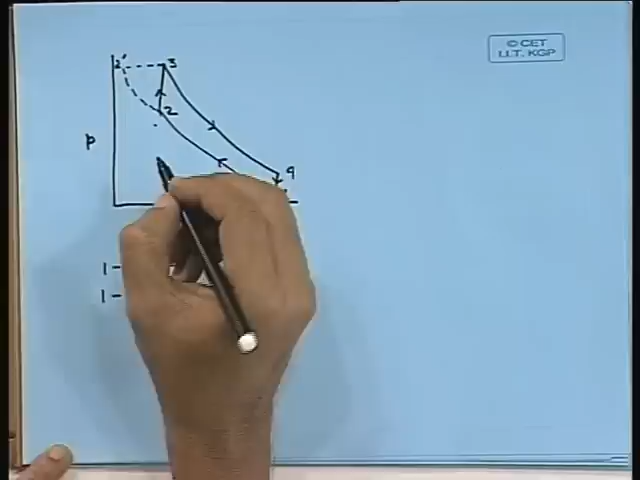 © CET
I.I.T. KGP
2' 3
2
p
4
1-
1-